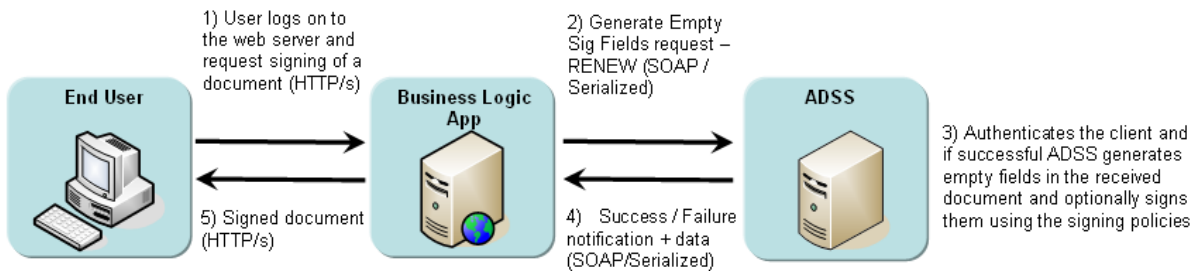 1) User logs on to
the web server and
request signing of a
document (HTTP/s)
2) Generate Empty
Sig Fields request –
RENEW (SOAP /
Serialized)
End User
Business Logic
App
ADSS
3) Authenticates the client and
if successful ADSS generates
empty fields in the received
document and optionally signs
them using the signing policies
5) Signed document
(HTTP/s)
4) Success / Failure
notification + data
(SOAP/Serialized)